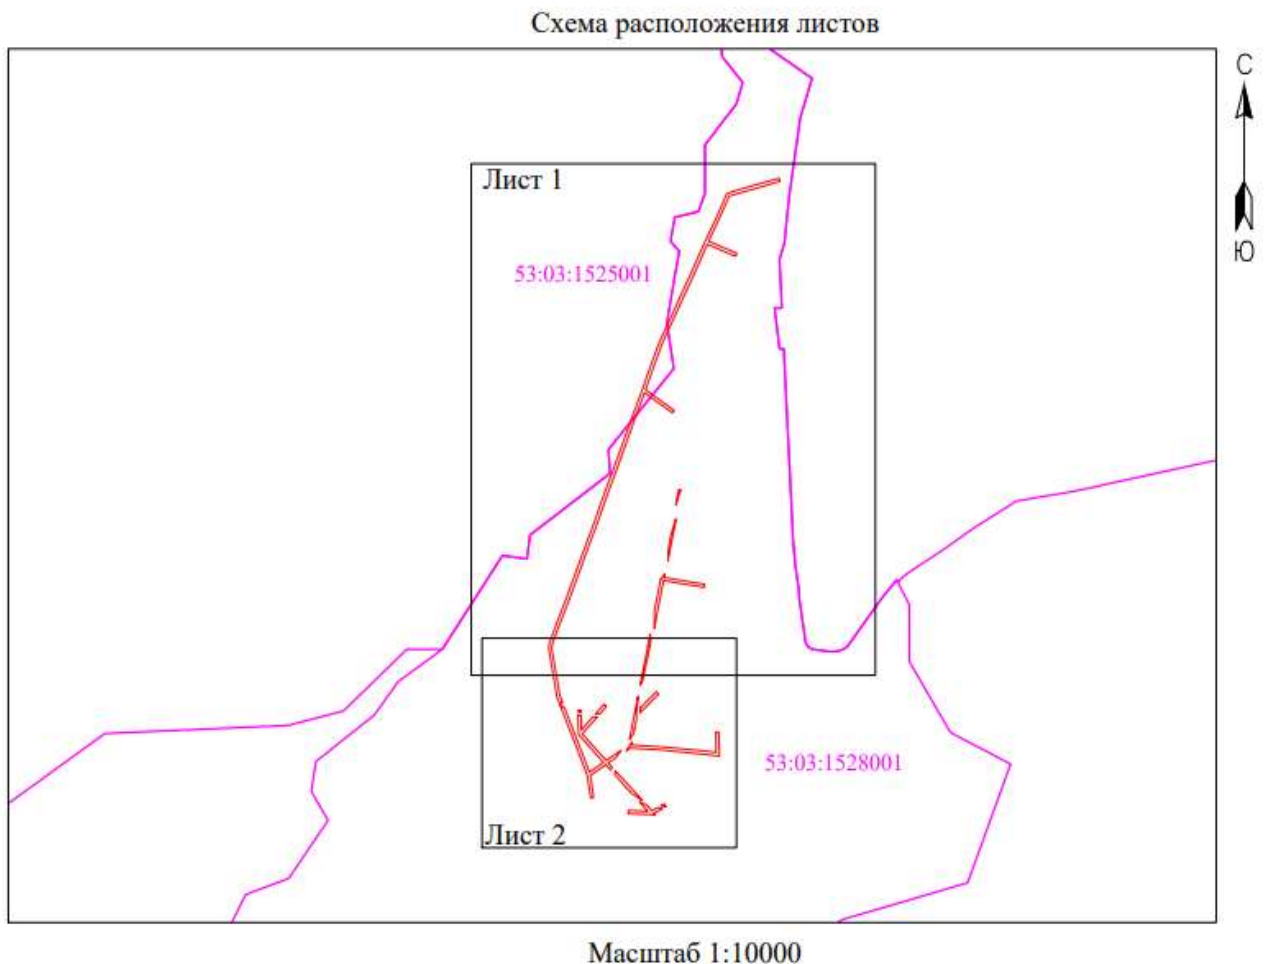 Схема расположения листов
С
Лист 1
Ю
53:03:1525001
53:03:1528001
Лист 2
Масштаб 1:10000